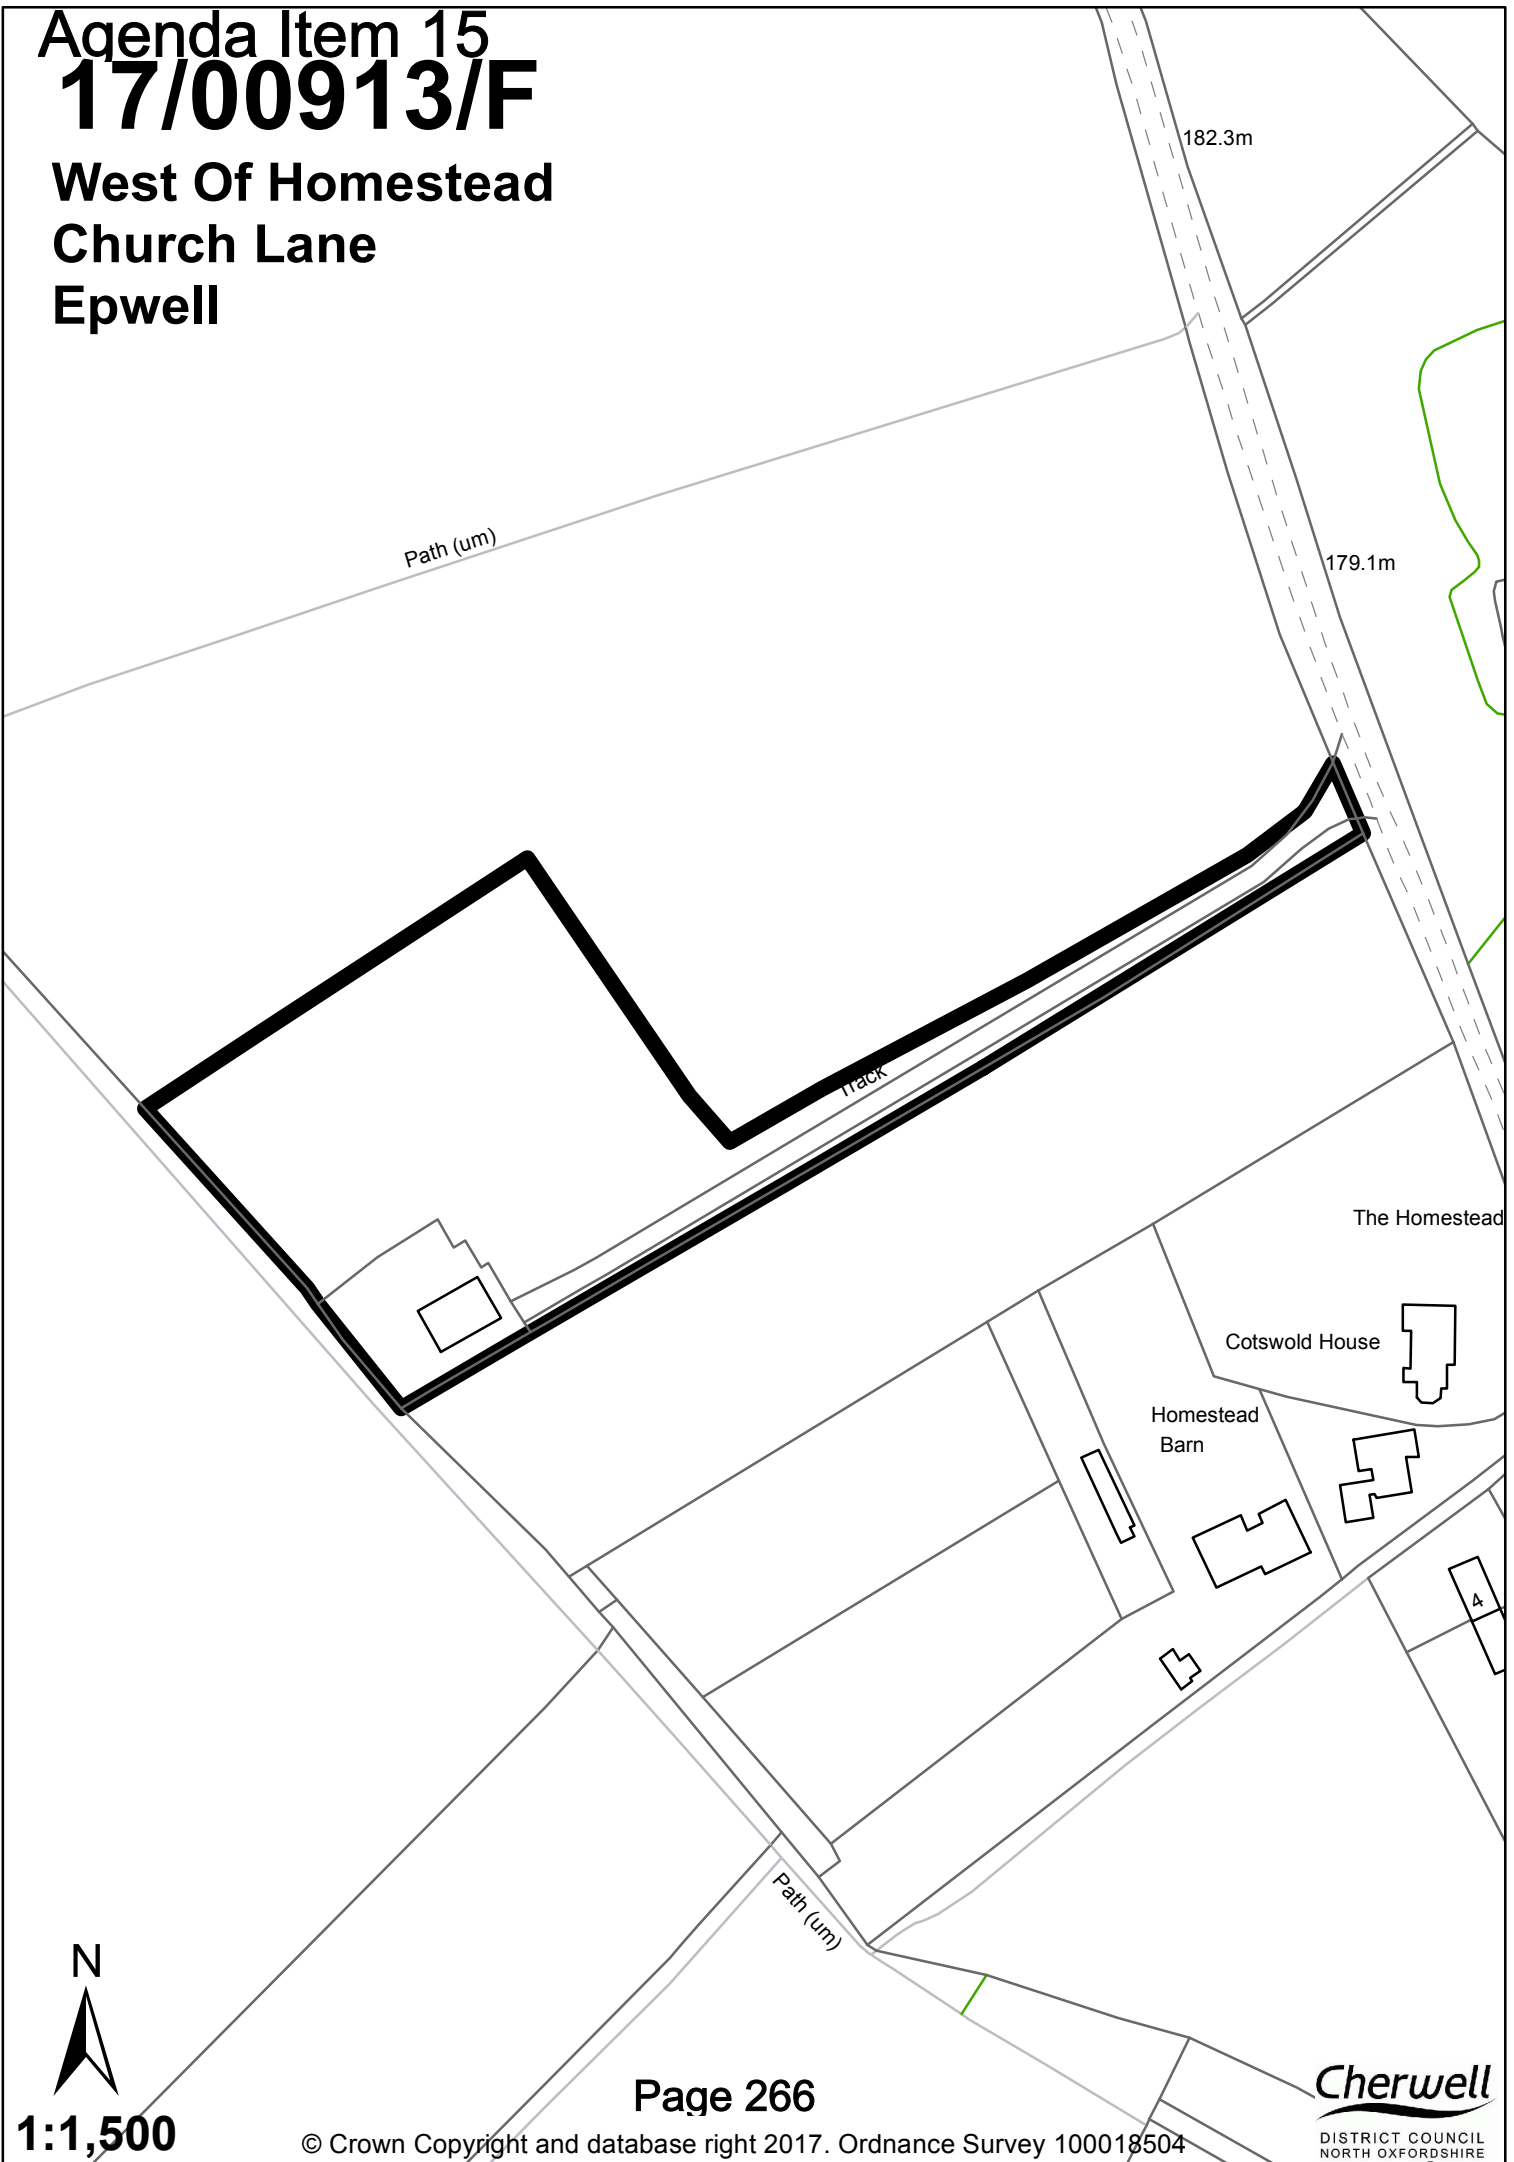 Agenda Item 15
17/00913/F
West Of Homestead
Church Lane
Epwell
182.3m
Path (um)
179.1m
Track
The Homestead
Cotswold House
Homestead
Barn
4
Path (um)
N
1:1,500
Page 266
© Crown Copyright and database right 2017. Ordnance Survey 100018504
Cherwell
DISTRICT COUNCIL
NORTH OXFORDSHIRE